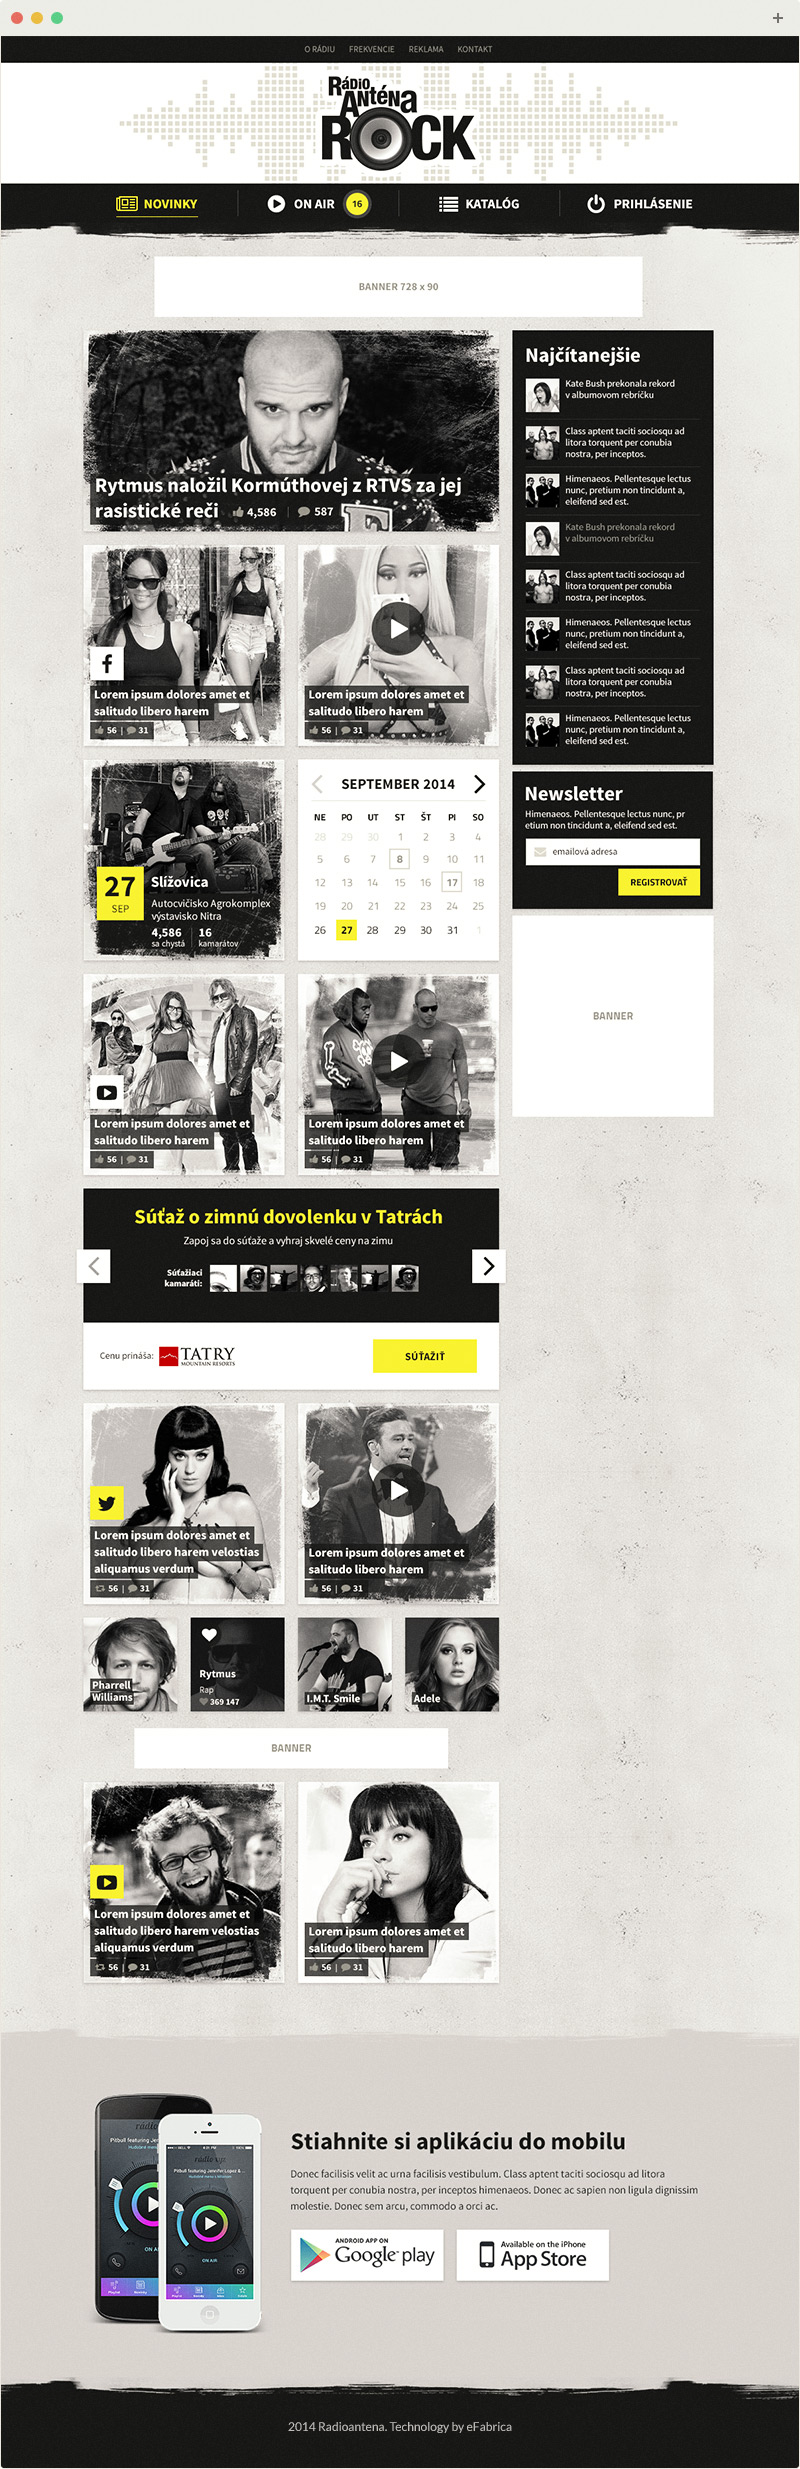 O RÁDIU FREKVENCIE REKLAMA KONTAKT
Rádio
Anténa
ROCK
NOVINKY ON AIR 16 KATALÓG PRIHLÁSENIE
BANNER 728 x 90
Rytmus naložil Kormúthovej z RTVS za jej
rasistické reči 4,586 | 587
Lorem ipsum dolores amet et
salitudo libero harem
56 | 31
Lorem ipsum dolores amet et
salitudo libero harem
56 | 31
27
SEP
Slížovica
Autocvičisko Agrokomplex
výstavisko Nitra
4,586 16
sa chystá kamarátov
SEPTEMBER 2014
NE PO UT ST ŠT PI SO
28 29 30 1 2 3 4
5 6 7 8 9 10 11
12 13 14 15 16 17 18
19 20 21 22 23 24 25
26 27 28 29 30 31 1
Lorem ipsum dolores amet et
salitudo libero harem
56 | 31
Lorem ipsum dolores amet et
salitudo libero harem
56 | 31
Súťaž o zimnú dovolenku v Tatrách
Zapoj sa do súťaže a vyhraj skvelé ceny na zimu
Súťažiaci
kamaráti:
Cenu prináša: TATRY
MOUNTAIN RESORTS
SÚŤAŽIŤ
Lorem ipsum dolores amet et
salitudo libero harem velostias
aliquamus verdum
56 | 31
Lorem ipsum dolores amet et
salitudo libero harem
56 | 31
Pharrell
Williams
Rytmus
Rap
369 147
I.M.T. Smile
Adele
BANNER
Lorem ipsum dolores amet et
salitudo libero harem velostias
aliquamus verdum
56 | 31
Lorem ipsum dolores amet et
salitudo libero harem
56 | 31
Najčítanejšie
Kate Bush prekonala rekord
v albumovom rebríčku
Class aptent taciti sociosqu ad
litora torquent per conubia
nostra, per inceptos.
Himenaeos. Pellentesque lectus
nunc, pretium non tincidunt a,
eleifend sed est.
Kate Bush prekonala rekord
v albumovom rebríčku
Class aptent taciti sociosqu ad
litora torquent per conubia
nostra, per inceptos.
Himenaeos. Pellentesque lectus
nunc, pretium non tincidunt a,
eleifend sed est.
Class aptent taciti sociosqu ad
litora torquent per conubia
nostra, per inceptos.
Himenaeos. Pellentesque lectus
nunc, pretium non tincidunt a,
eleifend sed est.
Newsletter
Himenaeos. Pellentesque lectus nunc, pr
etium non tincidunt a, eleifend sed est.
emailová adresa
REGISTROVAŤ
BANNER
ON AIR
Stiahnite si aplikáciu do mobilu
Donec facilisis velit ac urna facilisis vestibulum. Class aptent taciti sociosqu ad litora
torquent per conubia nostra, per inceptos himenaeos. Donec ac sapien non ligula dignissim
molestie. Donec sem arcu, commodo a orci ac.
ANDROID APP ON
Google play
Available on the iPhone
App Store
2014 Radioantena. Technology by eFabrica